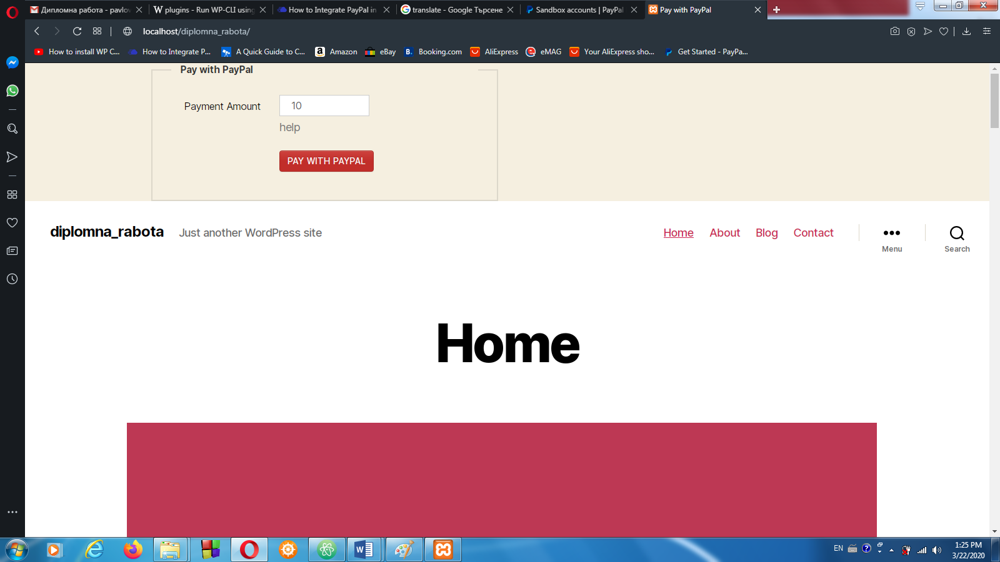 Дипломна работа - pavlov
plugins - Run WP-CLI using
How to Integrate PayPal in
translate - Google Търсене
Sandbox accounts | PayPal
Pay with PayPal
localhost/diplomna_rabota/
How to install WP C...
How to Integrate P...
A Quick Guide to C...
Amazon
eBay
Booking.com
AliExpress
eMAG
Your AliExpress sho...
Get Started - PayPa...
Pay with PayPal
Payment Amount
10
help
PAY WITH PAYPAL
diplomna_rabota
Just another WordPress site
Home
About
Blog
Contact
Menu
Search
Home
EN
1:25 PM
3/22/2020